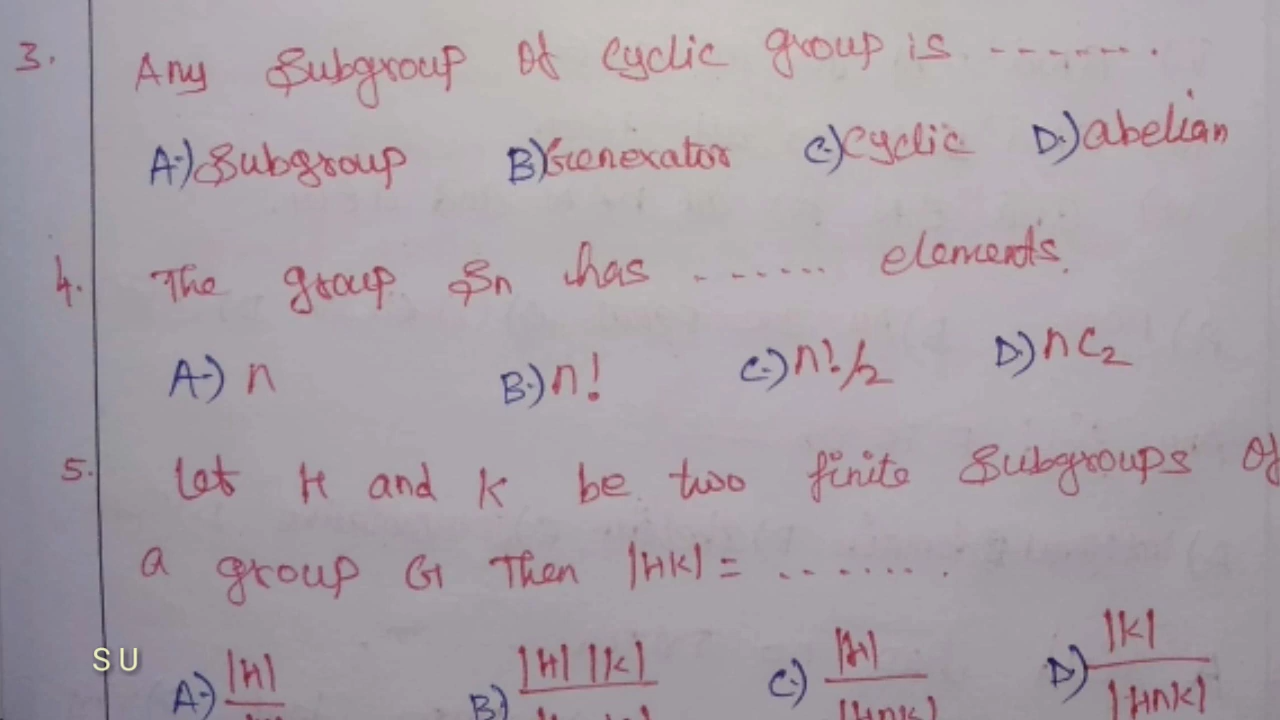 3. Any Subgroup of cyclic group is -------.
A.) Subgroup B) Generator C.) cyclic D.) abelian
4. The group Sn has ------ elements.
A.) n B.) n! C.) n!/2 D.) nC₂
5. Let H and K be two finite Subgroups of
a group G Then |HK| = ........
SU
A.) |H| B.) |H| |K| C.) |H|/|H∩K| D.) |K|/|H∩K|